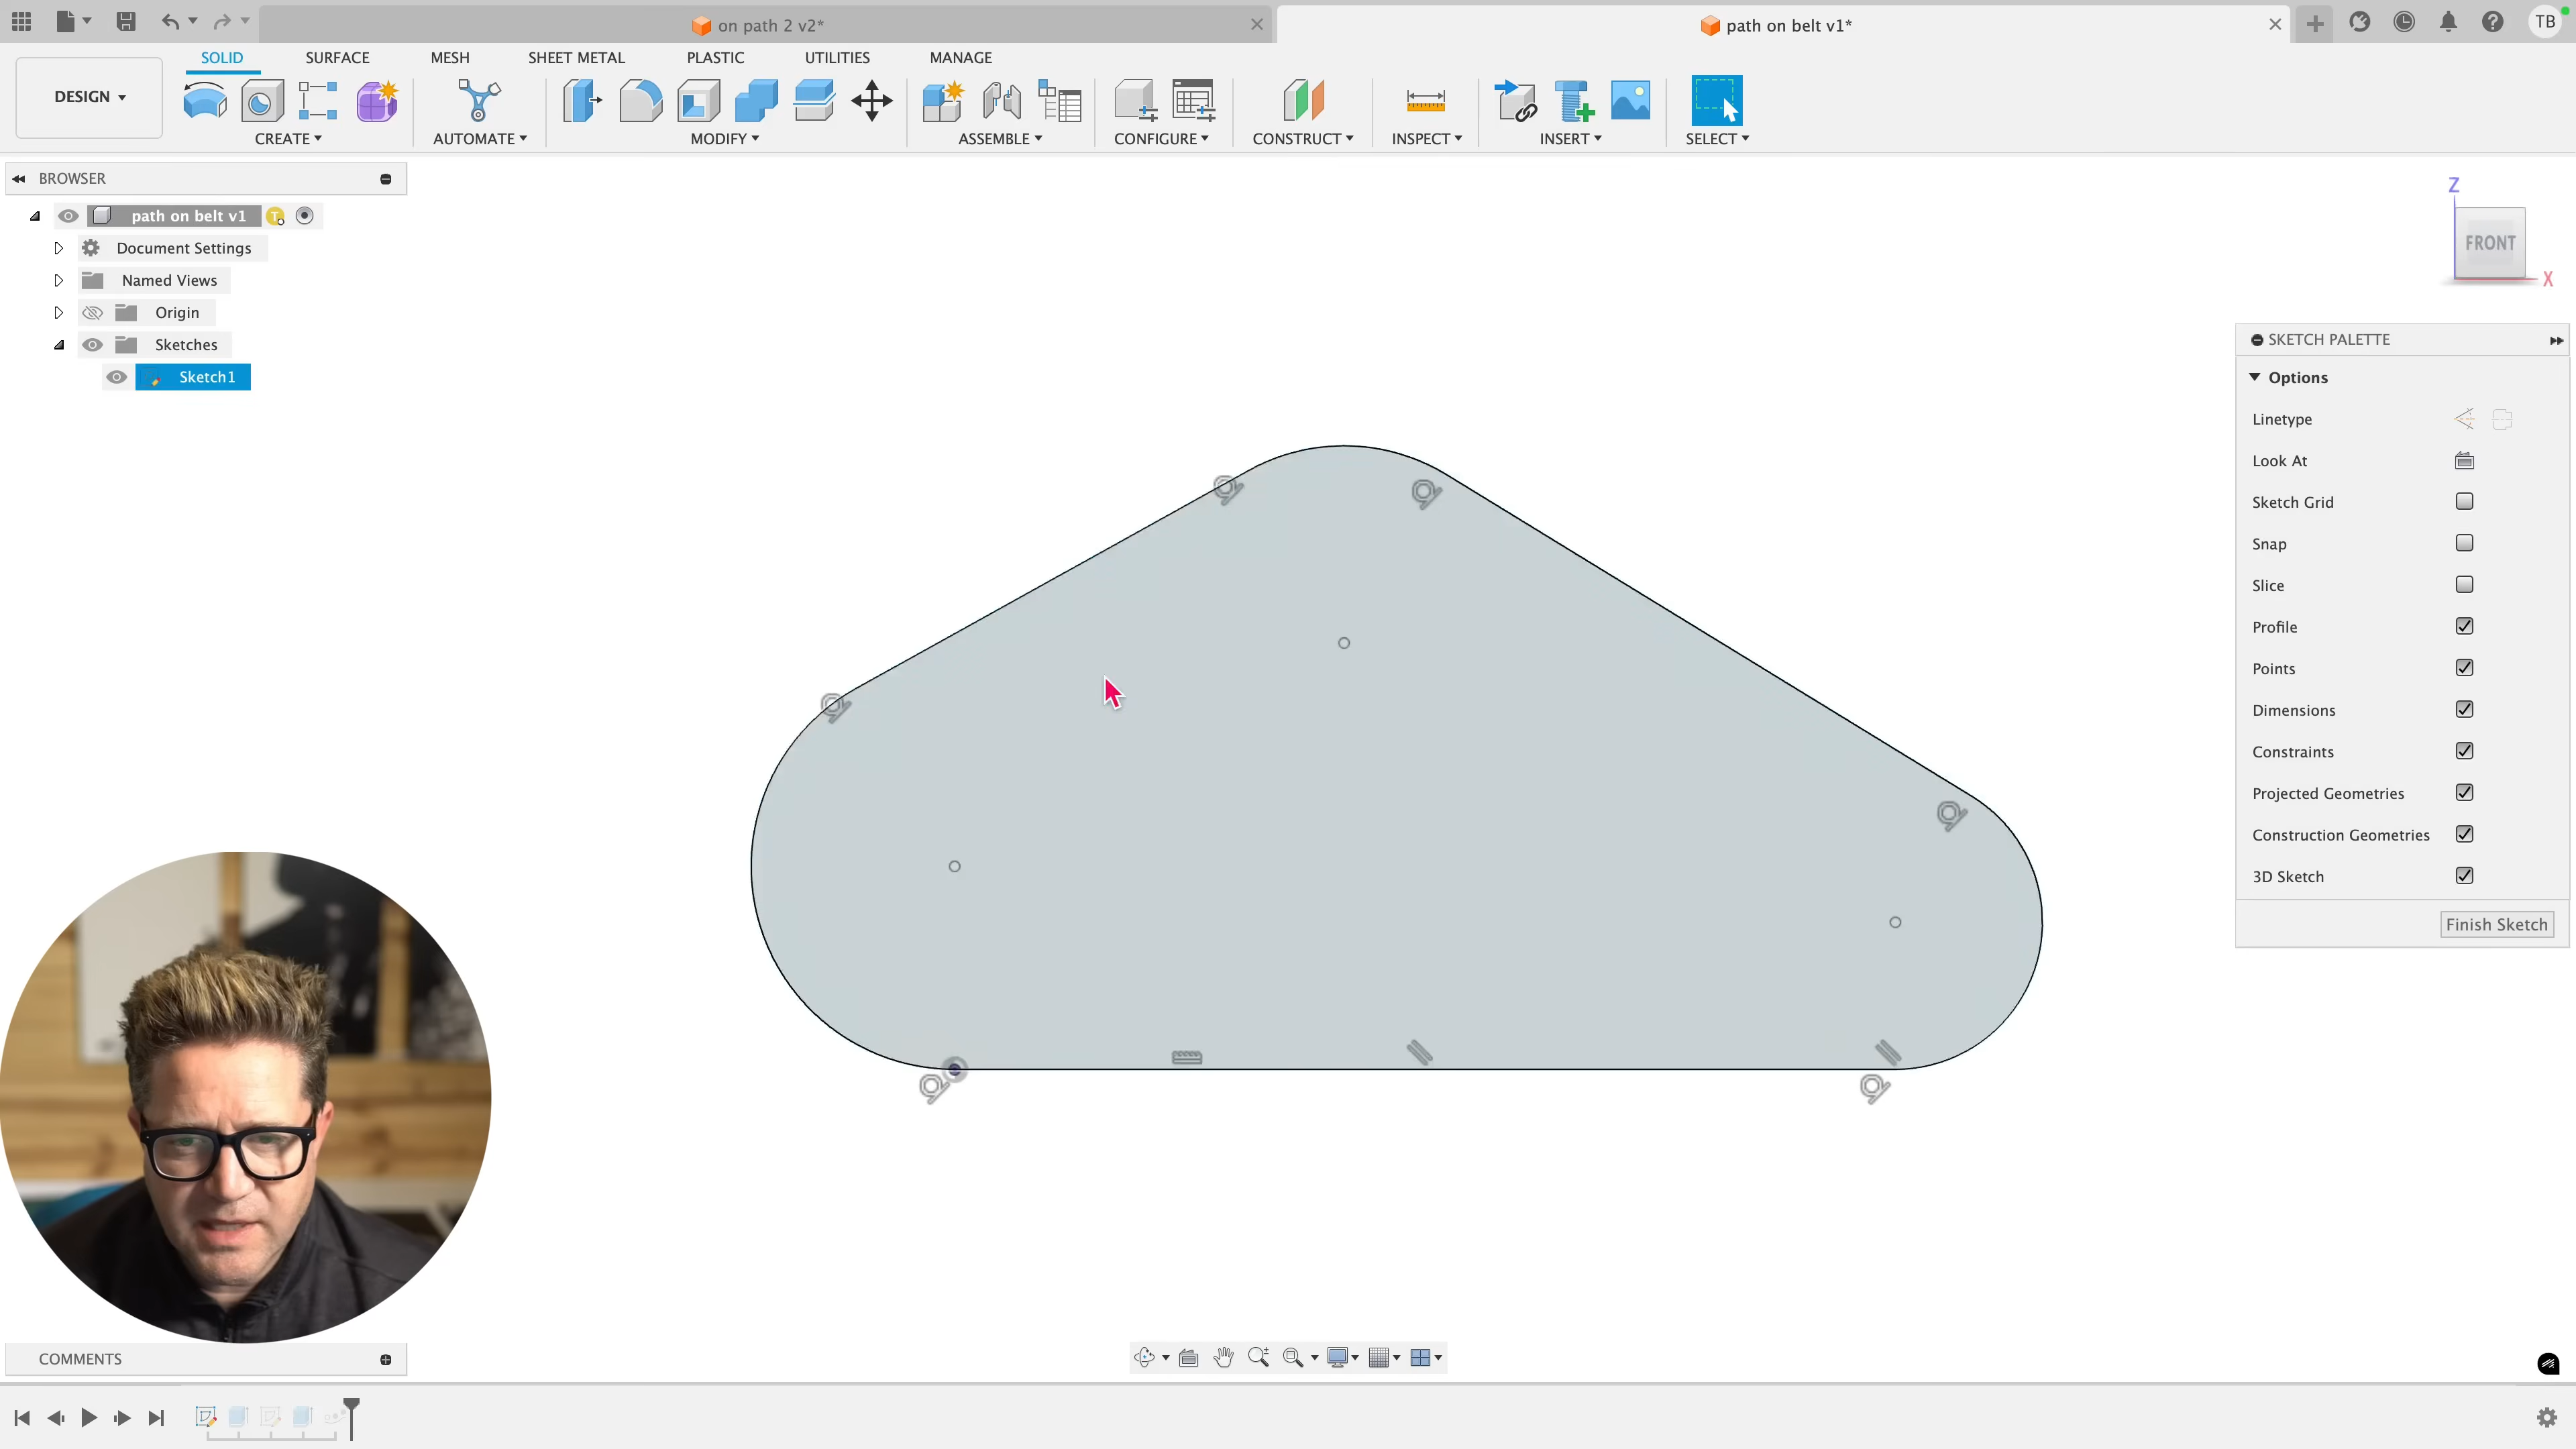 on path 2 v2*
path on belt v1*
TB
DESIGN
SOLID
SURFACE
MESH
SHEET METAL
PLASTIC
UTILITIES
MANAGE
CREATE
AUTOMATE
MODIFY
ASSEMBLE
CONFIGURE
CONSTRUCT
INSPECT
INSERT
SELECT
BROWSER
path on belt v1
T
Document Settings
Named Views
Origin
Sketches
Sketch1
Z
FRONT
X
SKETCH PALETTE
Options
Linetype
Look At
Sketch Grid
Snap
Slice
Profile
Points
Dimensions
Constraints
Projected Geometries
Construction Geometries
3D Sketch
Finish Sketch
COMMENTS